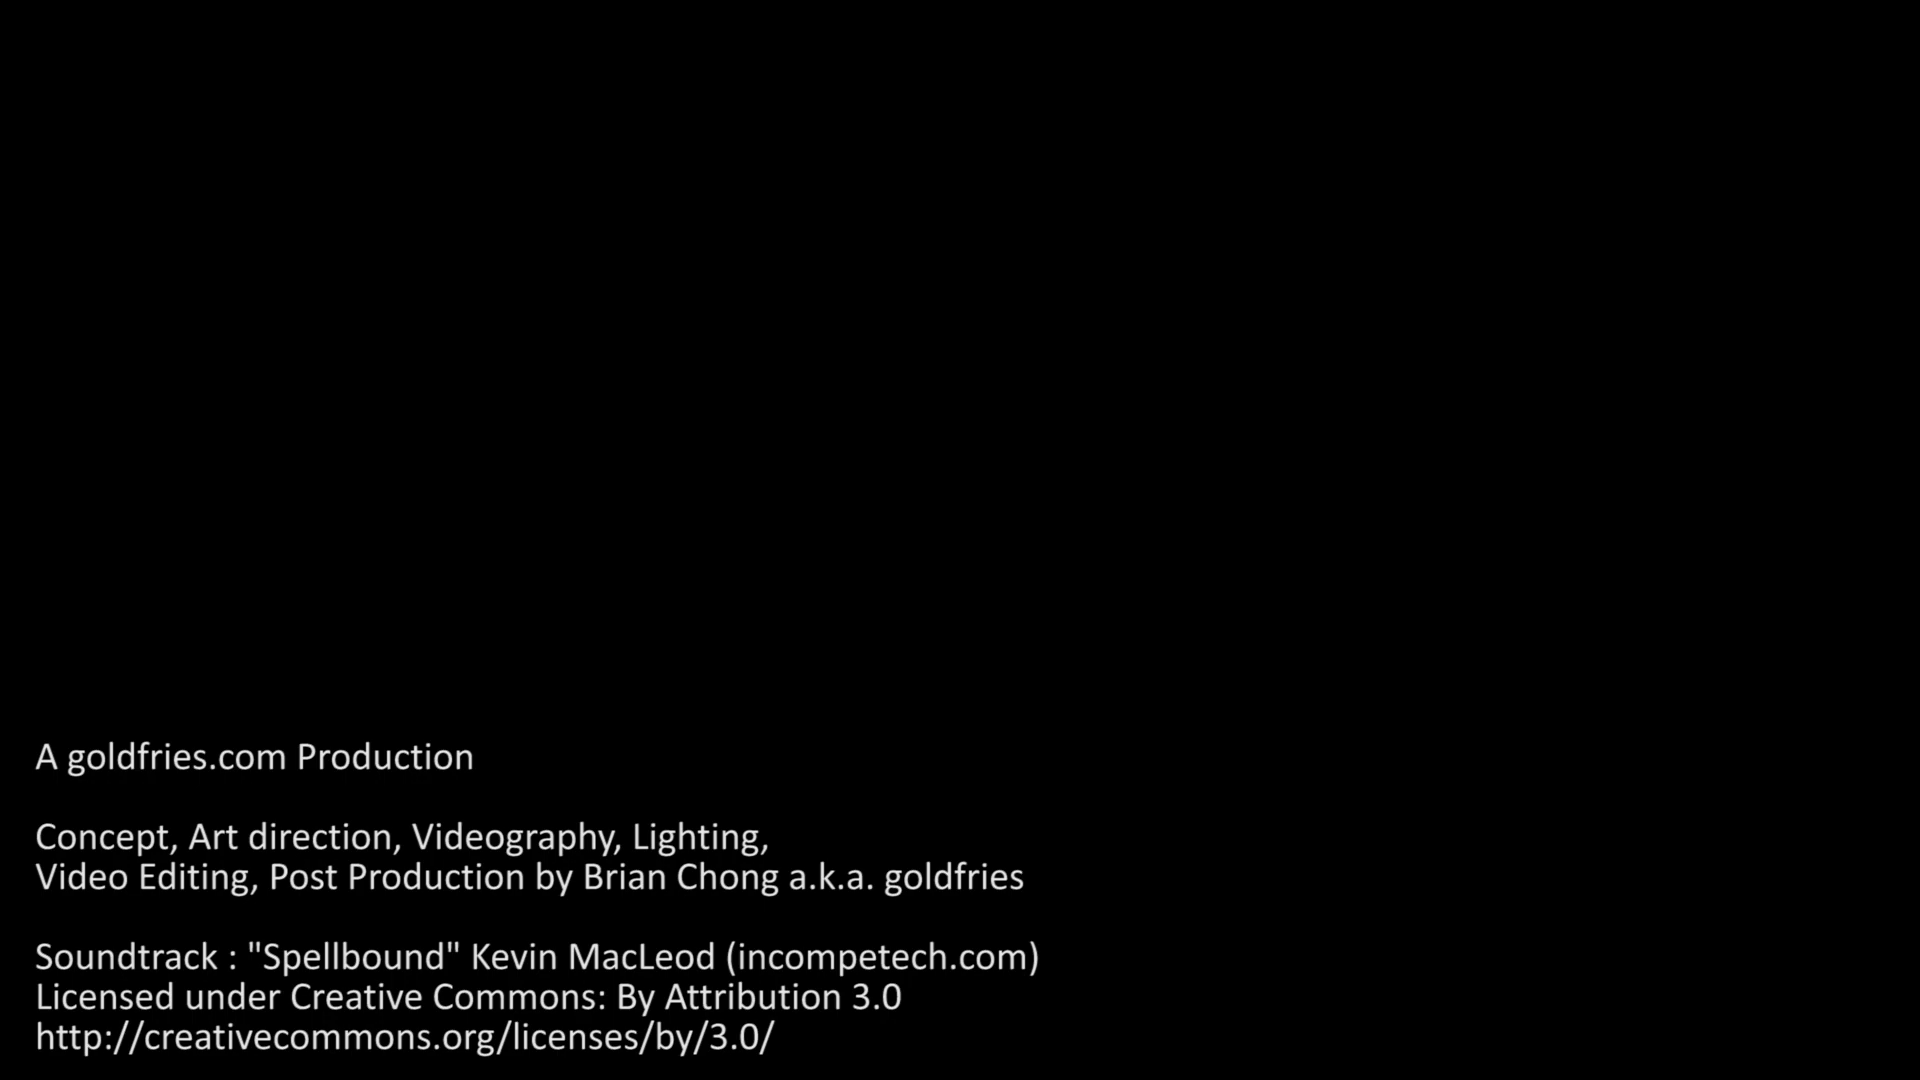 A goldfries.com Production
Concept, Art direction, Videography, Lighting,
Video Editing, Post Production by Brian Chong a.k.a. goldfries
Soundtrack : "Spellbound" Kevin MacLeod (incompetech.com)
Licensed under Creative Commons: By Attribution 3.0
http://creativecommons.org/licenses/by/3.0/